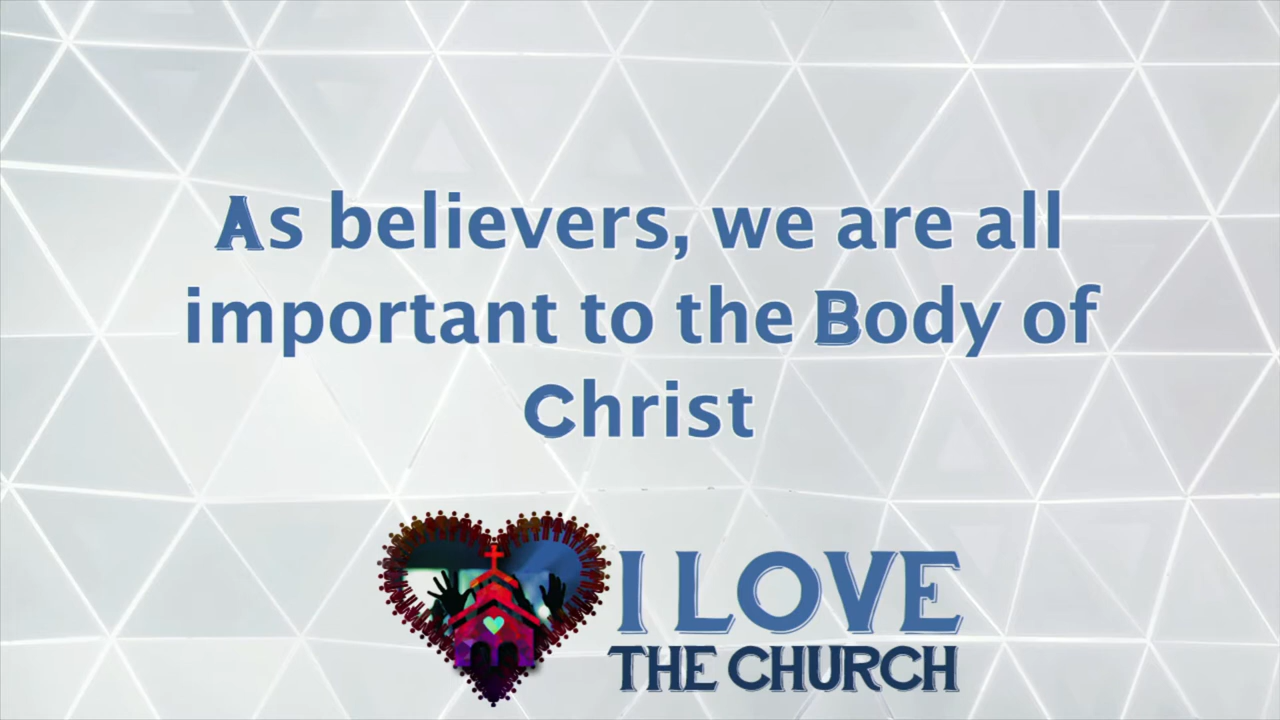 As believers, we are all
important to the Body of
Christ
I LOVE
THE CHURCH